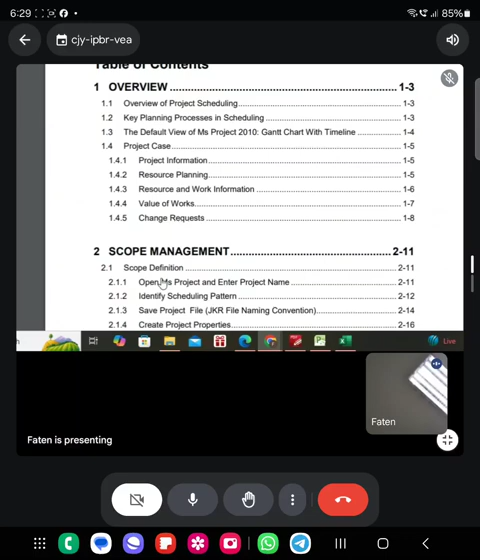 6:29
85%
cjy-ipbr-vea
Table of Contents
1 OVERVIEW 1-3
1.1 Overview of Project Scheduling 1-3
1.2 Key Planning Processes in Scheduling 1-3
1.3 The Default View of Ms Project 2010: Gantt Chart With Timeline 1-4
1.4 Project Case 1-5
1.4.1 Project Information 1-5
1.4.2 Resource Planning 1-5
1.4.3 Resource and Work Information 1-6
1.4.4 Value of Works 1-7
1.4.5 Change Requests 1-8
2 SCOPE MANAGEMENT 2-11
2.1 Scope Definition 2-11
2.1.1 Open Ms Project and Enter Project Name 2-11
2.1.2 Identify Scheduling Pattern 2-12
2.1.3 Save Project File (JKR File Naming Convention) 2-14
2.1.4 Create Project Properties 2-16
Live
Faten
Faten is presenting